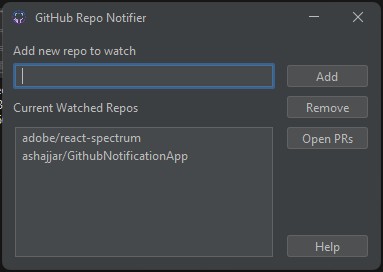 GitHub Repo Notifier
Add new repo to watch
Add
Current Watched Repos
Remove
adobe/react-spectrum
ashajjar/GithubNotificationApp
Open PRs
Help